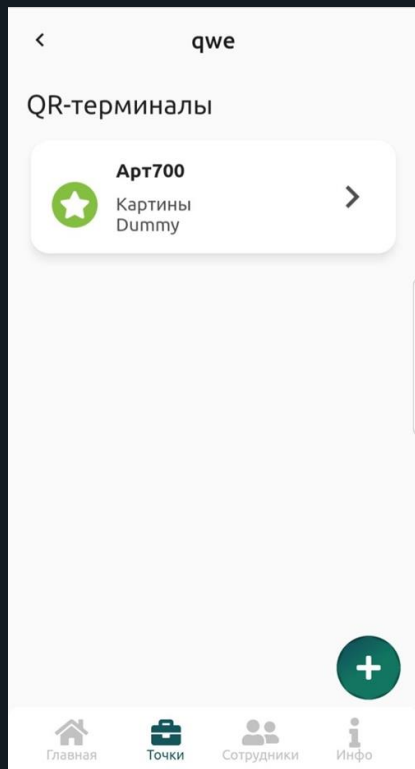 qwe
QR-терминалы
Арт700
Картины
Dummy
Главная
Точки
Сотрудники
Инфо